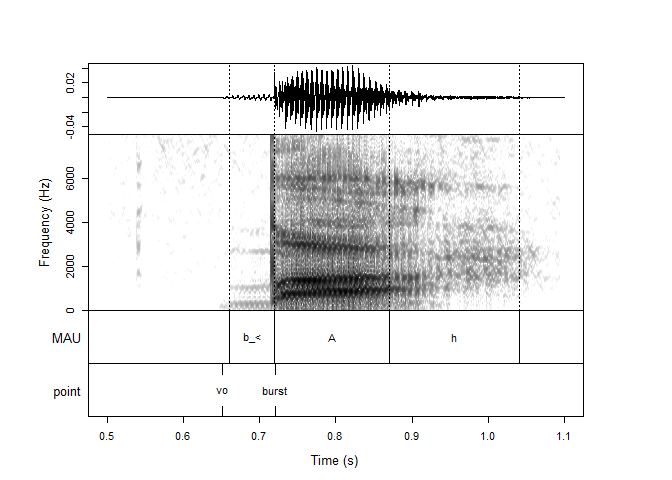 0.02
-0.04
Frequency (Hz)
6000
4000
2000
0
MAU
b_<
A
h
point
vo
burst
0.5 0.6 0.7 0.8 0.9 1.0 1.1
Time (s)